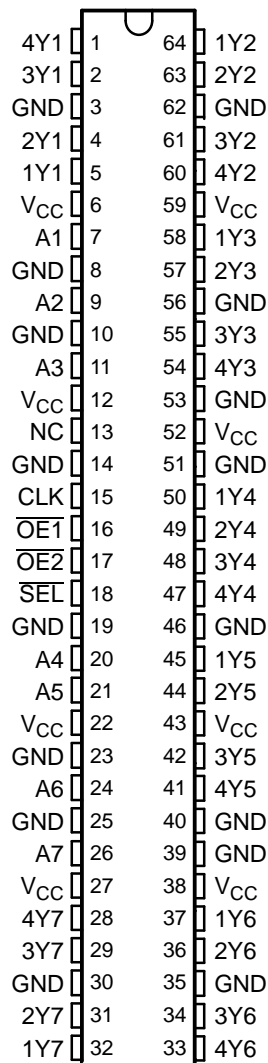 4Y1 1 64 1Y2
3Y1 2 63 2Y2
GND 3 62 GND
2Y1 4 61 3Y2
1Y1 5 60 4Y2
VCC 6 59 VCC
A1 7 58 1Y3
GND 8 57 2Y3
A2 9 56 GND
GND 10 55 3Y3
A3 11 54 4Y3
VCC 12 53 GND
NC 13 52 VCC
GND 14 51 GND
CLK 15 50 1Y4
O̅E̅1̅ 16 49 2Y4
O̅E̅2̅ 17 48 3Y4
S̅E̅L̅ 18 47 4Y4
GND 19 46 GND
A4 20 45 1Y5
A5 21 44 2Y5
VCC 22 43 VCC
GND 23 42 3Y5
A6 24 41 4Y5
GND 25 40 GND
A7 26 39 GND
VCC 27 38 VCC
4Y7 28 37 1Y6
3Y7 29 36 2Y6
GND 30 35 GND
2Y7 31 34 3Y6
1Y7 32 33 4Y6